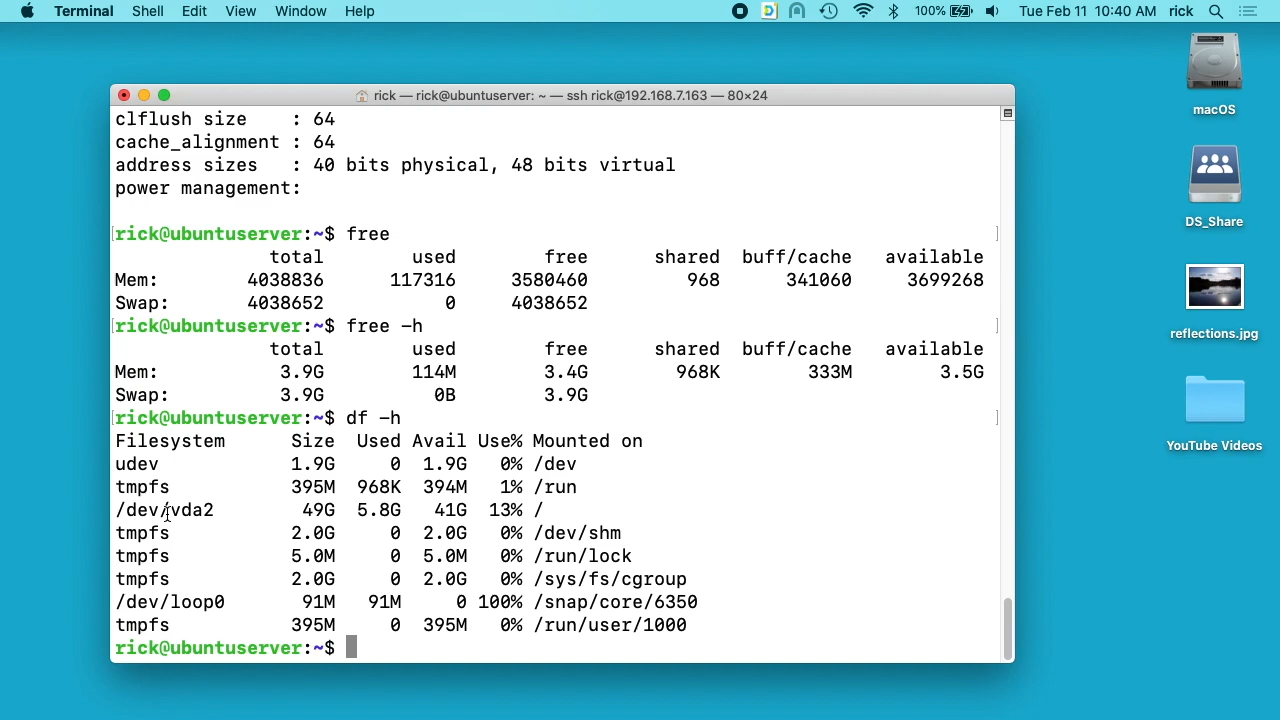 Terminal Shell Edit View Window Help 100% Tue Feb 11 10:40 AM rick
rick — rick@ubuntuserver: ~ — ssh rick@192.168.7.163 — 80×24
clflush size    : 64
cache_alignment : 64
address sizes   : 40 bits physical, 48 bits virtual
power management:
[rick@ubuntuserver:~$ free ]
              total        used        free      shared  buff/cache   available
Mem:        4038836      117316     3580460         968      341060     3699268
Swap:       4038652           0     4038652
[rick@ubuntuserver:~$ free -h ]
              total        used        free      shared  buff/cache   available
Mem:           3.9G        114M        3.4G        968K        333M        3.5G
Swap:          3.9G          0B        3.9G
[rick@ubuntuserver:~$ df -h ]
Filesystem      Size  Used Avail Use% Mounted on
udev            1.9G     0  1.9G   0% /dev
tmpfs           395M  968K  394M   1% /run
/dev/vda2        49G  5.8G   41G  13% /
tmpfs           2.0G     0  2.0G   0% /dev/shm
tmpfs           5.0M     0  5.0M   0% /run/lock
tmpfs           2.0G     0  2.0G   0% /sys/fs/cgroup
/dev/loop0       91M   91M     0 100% /snap/core/6350
tmpfs           395M     0  395M   0% /run/user/1000
rick@ubuntuserver:~$
macOS
DS_Share
reflections.jpg
YouTube Videos